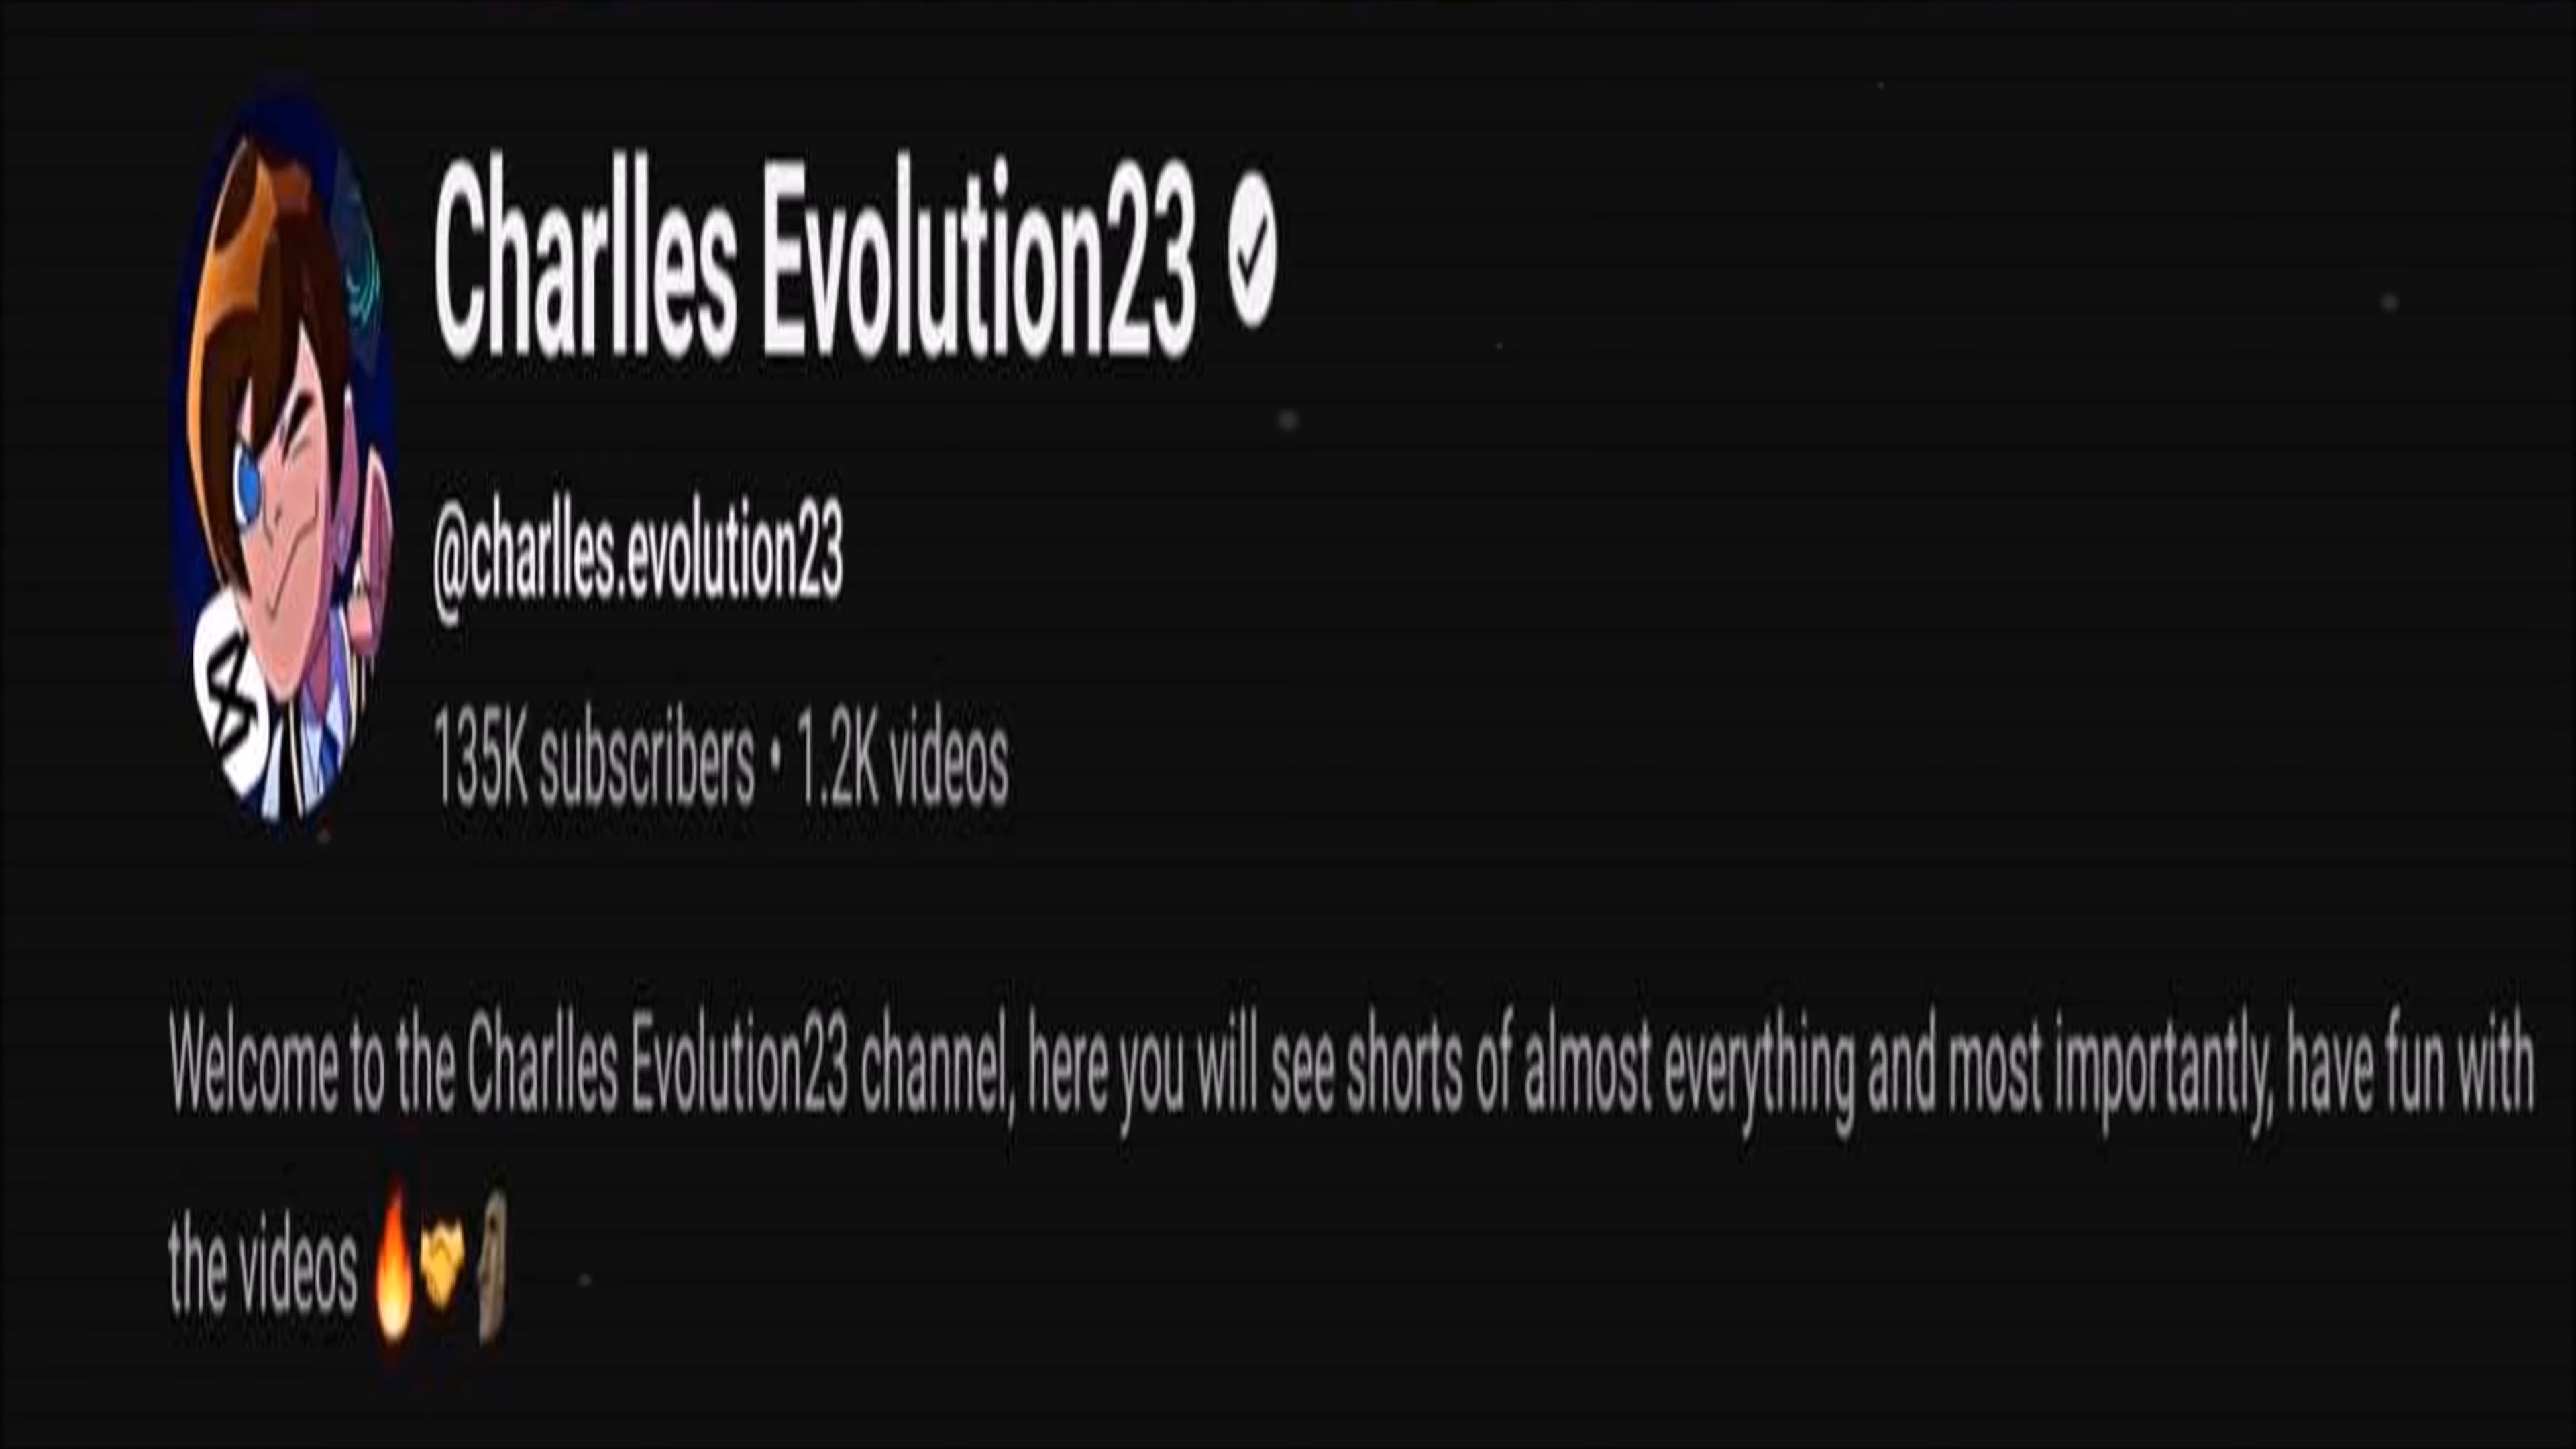 Charlles Evolution23
@charlles.evolution23
135K subscribers • 1.2K videos
Welcome to the Charlles Evolution23 channel, here you will see shorts of almost everything and most importantly, have fun with
the videos 🔥🤝🗿